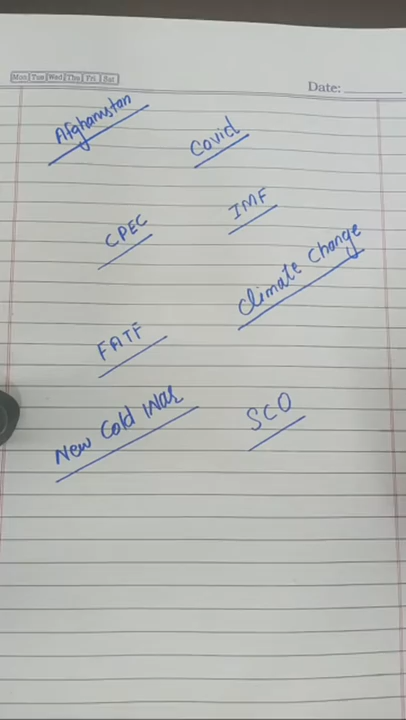 Mon Tue Wed Thu Fri Sat
Date:
Afghanistan
Covid
CPEC
IMF
Climate Change
FATF
New Cold War
SCO